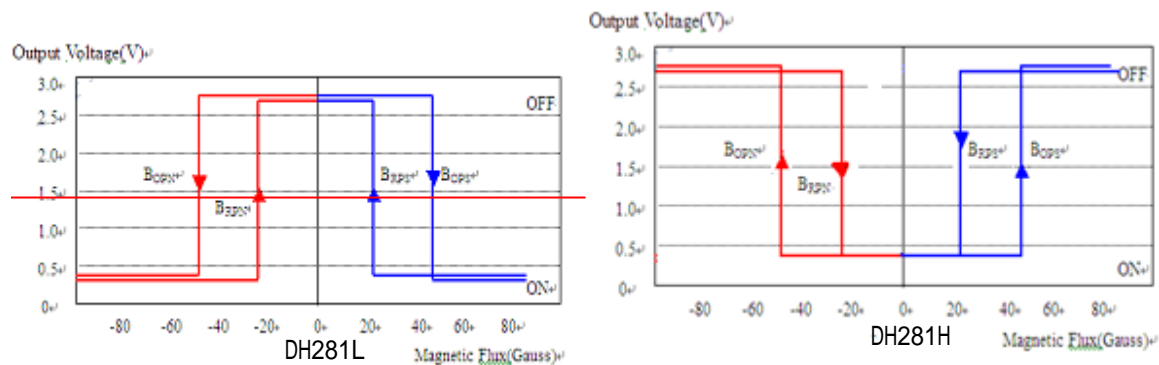 Output Voltage(V)↵
3.0↵
2.5↵
2.0↵
1.5↵
1.0↵
0.5↵
0↵
OFF
ON↵
BOPN↵
BRPN↵
BRPS↵
BOPS↵
-80 -60 -40 -20↵ 0↵ 20↵ 40↵ 60↵ 80↵
DH281L
Magnetic Flux(Gauss)↵
Output Voltage(V)↵
3.0↵
2.5↵
2.0↵
1.5↵
1.0↵
0.5↵
0↵
OFF
ON↵
BOPN↵
BRPN
BRPS↵
BOPS↵
-80 -60 -40 -20 0↵ 20↵ 40↵ 60↵ 80↵
DH281H
Magnetic Flux(Gauss)↵